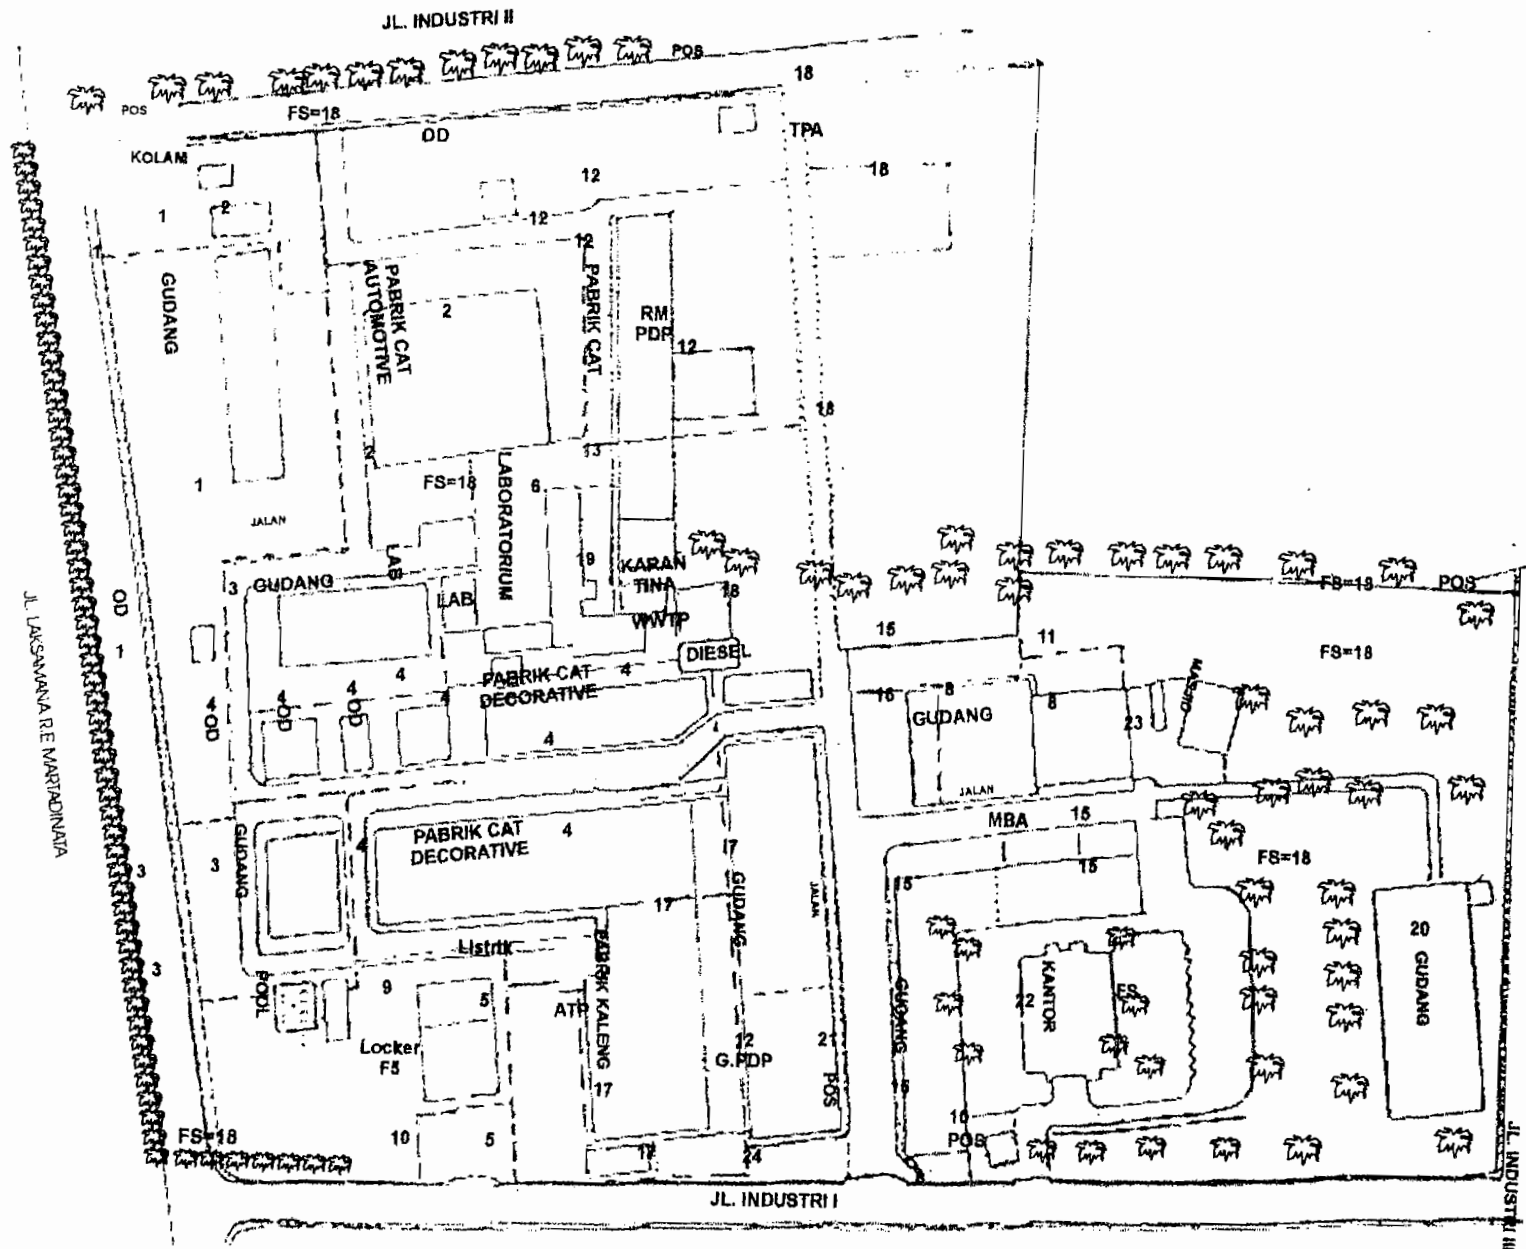 JL. INDUSTRI II
POS
18
POS
FS=18
OD
TPA
KOLAM
12
18
1
2
12
12
GUDANG
PABRIK CAT
AUTOMOTIVE
2
PABRIK CAT
RM
PDP
12
18
2
13
1
FS=18
LABORATORIUM
6
JALAN
LAB
19
KARAN
TINA
18
3
GUDANG
LAB
WWTP
OD
1
DIESEL
15
11
FS=18
POS
FS=18
JL. LAKSAMANA R.E MARTADINATA
4
4
OD
4
OD
4
OD
4
4
PABRIK CAT
DECORATIVE
4
4
16
8
GUDANG
8
23
MASJID
JALAN
MBA
15
15
15
FS=18
GUDANG
3
3
4
PABRIK CAT
DECORATIVE
4
17
GUDANG
JALAN
17
Listrik
3
POOL
9
5
ATP
PABRIK KALENG
Locker
F5
12
G.PDP
21
POS
17
GUDANG
16
22
KANTOR
FS
20
GUDANG
FS=18
10
5
12
24
10
POS
JL. INDUSTRI I
JL. INDUSTRI III